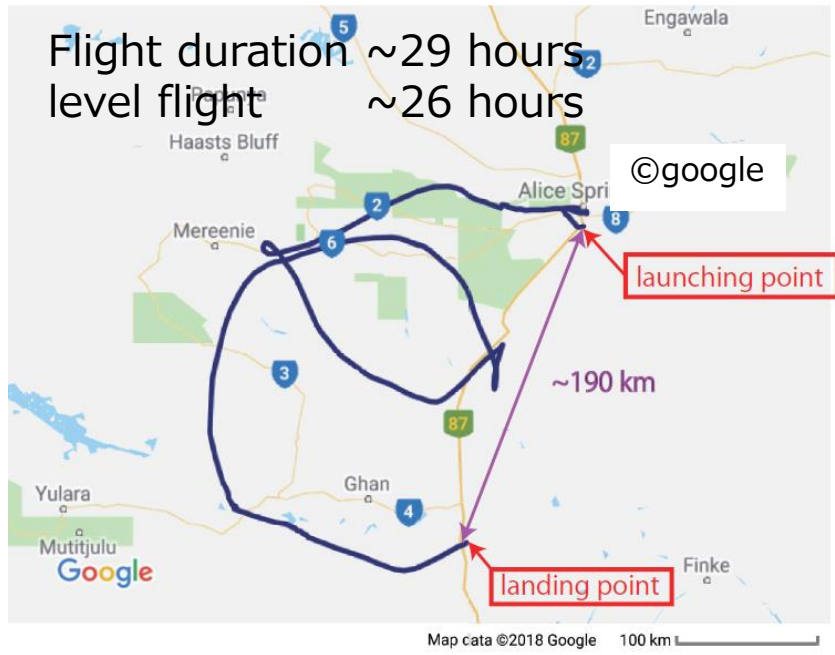 Flight duration ~29 hours
level flight ~26 hours
5
Engawala
12
Papunya
Haasts Bluff
87
©google
Alice Spri
2
8
Mereenie
6
launching point
3
~190 km
87
Ghan
Yulara
4
Mutitjulu
Google
landing point
Finke
Map data ©2018 Google 100 km